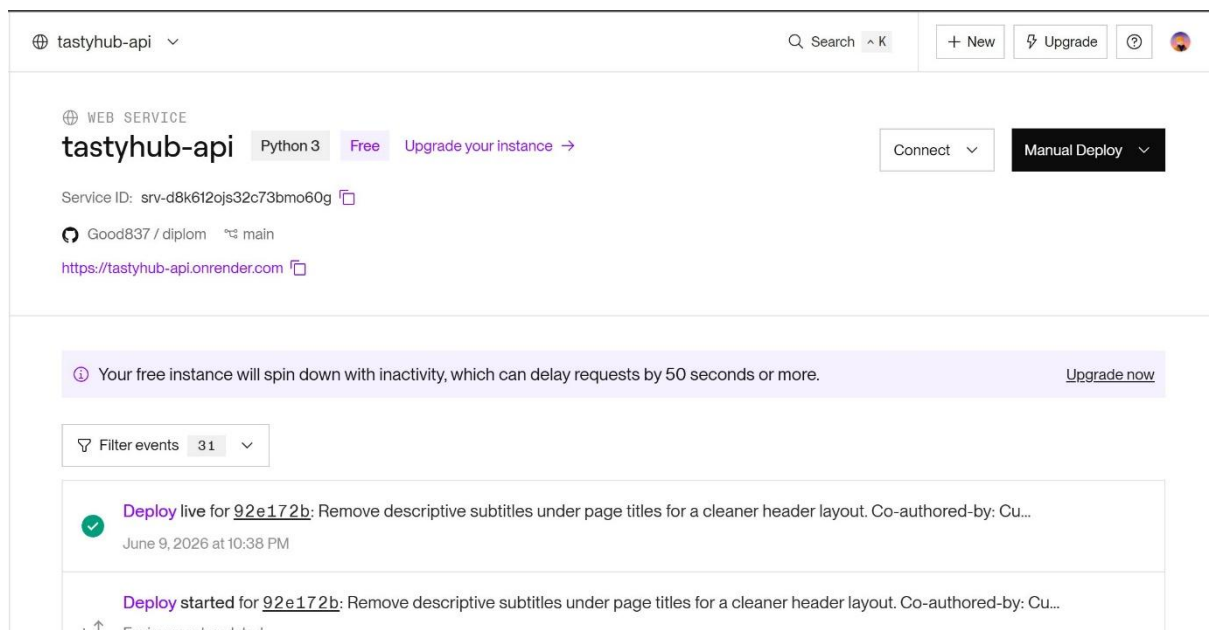 tastyhub-api
Search ^ K
+ New
Upgrade
WEB SERVICE
tastyhub-api Python 3 Free Upgrade your instance →
Connect
Manual Deploy
Service ID: srv-d8k612ojs32c73bmo60g
Good837 / diplom main
https://tastyhub-api.onrender.com
Your free instance will spin down with inactivity, which can delay requests by 50 seconds or more. Upgrade now
Filter events 31
Deploy live for 92e172b: Remove descriptive subtitles under page titles for a cleaner header layout. Co-authored-by: Cu...
June 9, 2026 at 10:38 PM
Deploy started for 92e172b: Remove descriptive subtitles under page titles for a cleaner header layout. Co-authored-by: Cu...